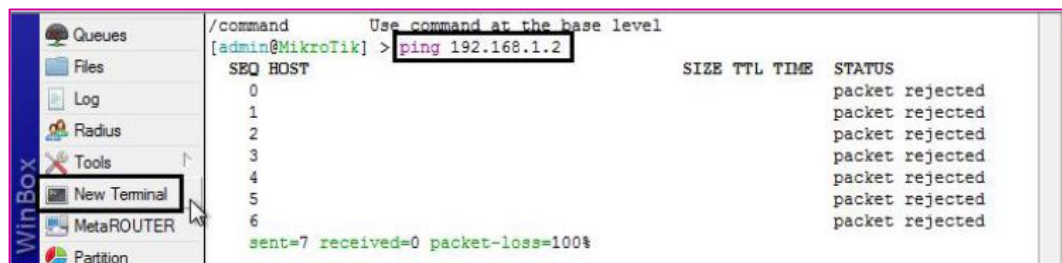 /command Use command at the base level
[admin@MikroTik] > ping 192.168.1.2
SEQ HOST SIZE TTL TIME STATUS
0 packet rejected
1 packet rejected
2 packet rejected
3 packet rejected
4 packet rejected
5 packet rejected
6 packet rejected
sent=7 received=0 packet-loss=100%
Queues
Files
Log
Radius
Tools
New Terminal
MetaROUTER
Partition
WinBox